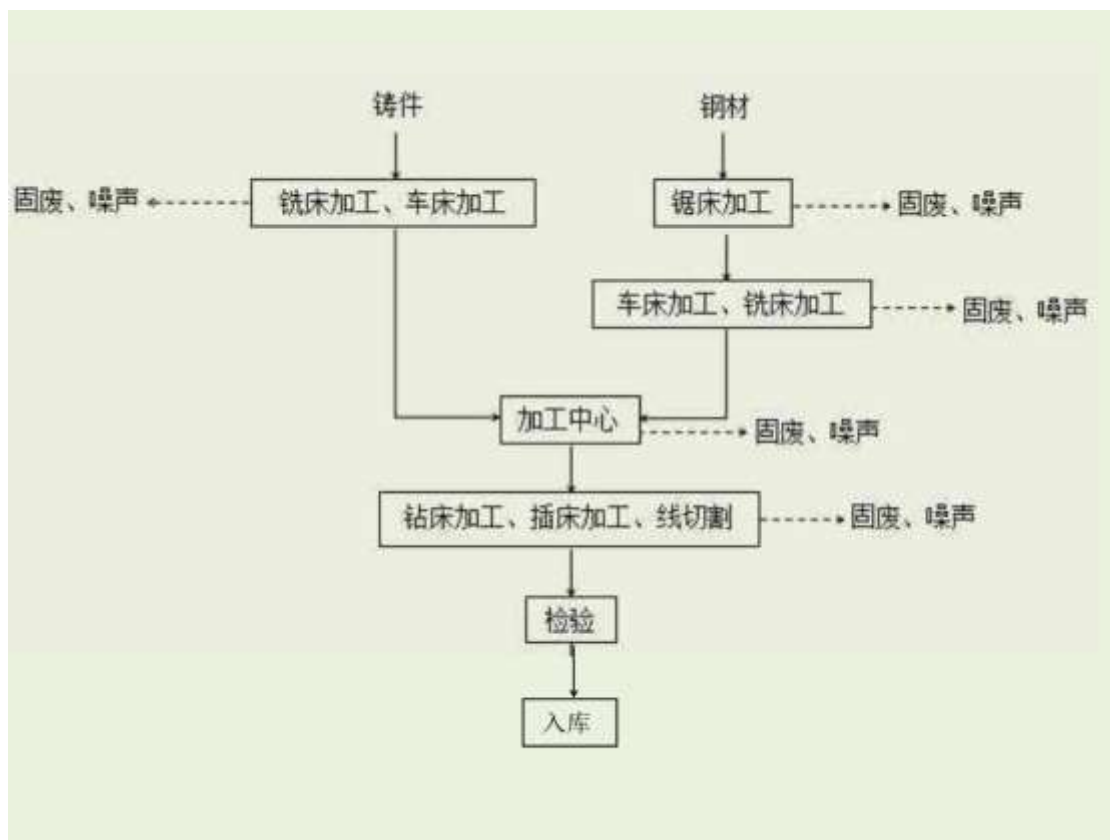 铸件
钢材
固废、噪声
铣床加工、车床加工
锯床加工
固废、噪声
车床加工、铣床加工
固废、噪声
加工中心
固废、噪声
钻床加工、插床加工、线切割
固废、噪声
检验
入库